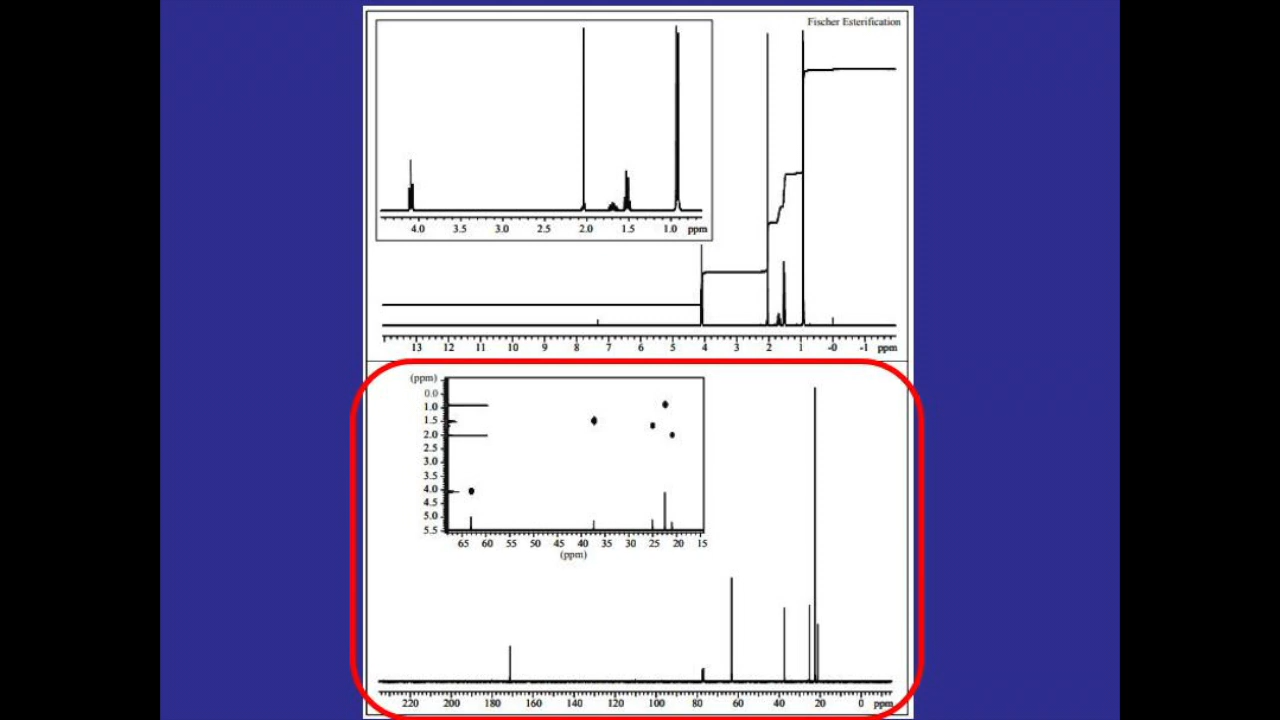 Fischer Esterification
4.0 3.5 3.0 2.5 2.0 1.5 1.0 ppm
13 12 11 10 9 8 7 6 5 4 3 2 1 -0 -1 ppm
(ppm)
0.0
1.0
1.5
2.0
2.5
3.0
3.5
4.0
4.5
5.0
5.5
65 60 55 50 45 40 35 30 25 20 15
(ppm)
220 200 180 160 140 120 100 80 60 40 20 0 ppm